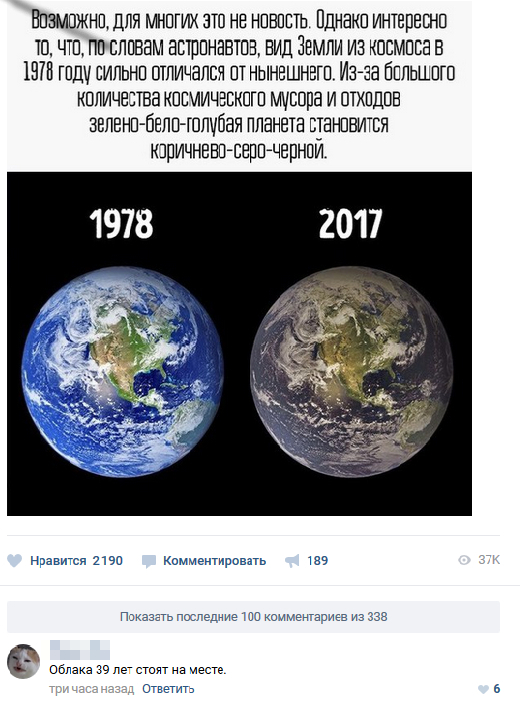 Возможно, для многих это не новость. Однако интересно
то, что, по словам астронавтов, вид Земли из космоса в
1978 году сильно отличался от нынешнего. Из-за большого
количества космического мусора и отходов
зелено-бело-голубая планета становится
коричнево-серо-черной.
1978
2017
Нравится 2190
Комментировать
189
37K
Показать последние 100 комментариев из 338
Облака 39 лет стоят на месте.
три часа назад Ответить
6